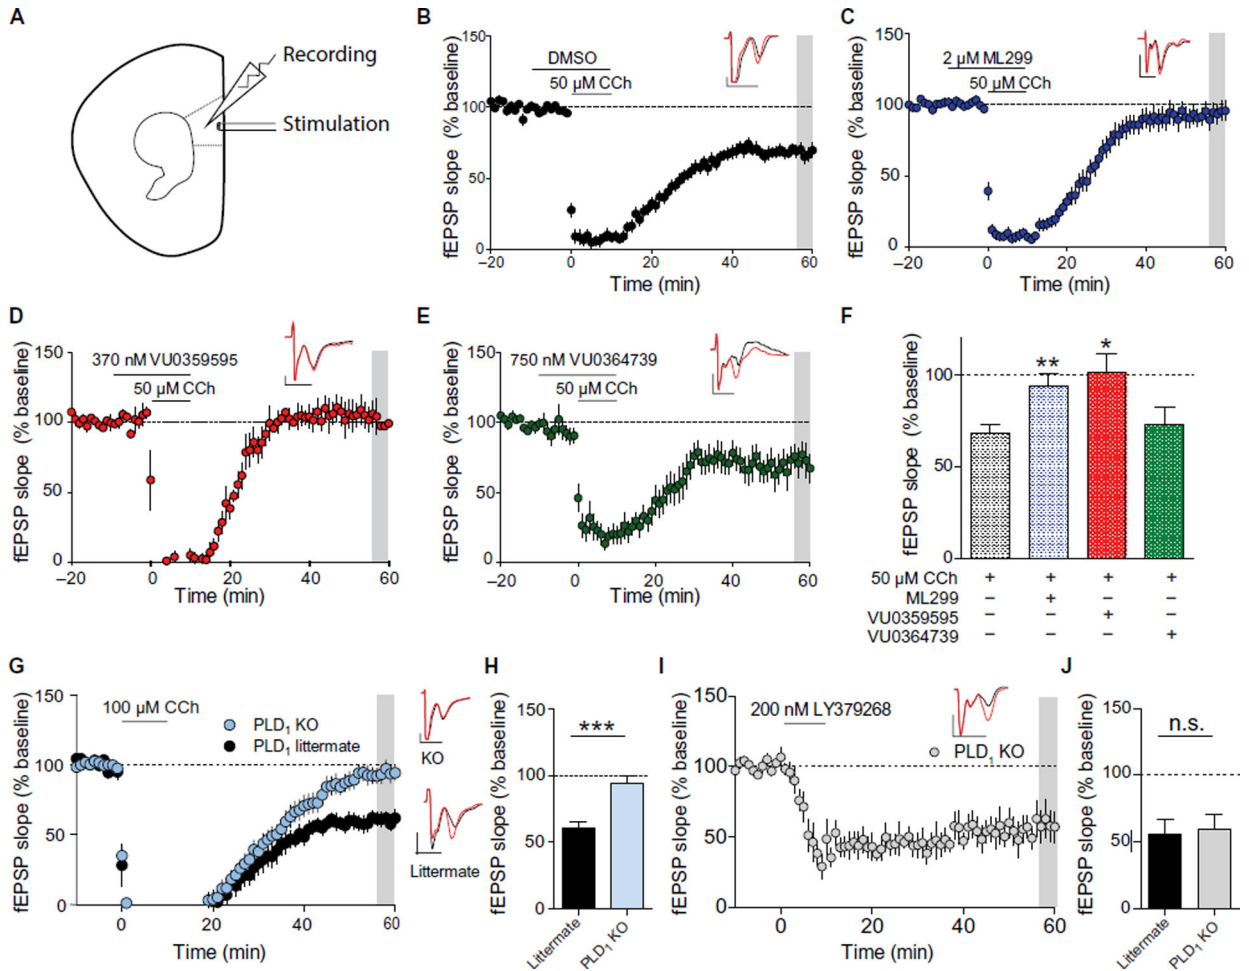 A
Recording
Stimulation
B
fEPSP slope (% baseline)
150
100
50
0
DMSO
50 µM CCh
–20
0
20
40
60
Time (min)
C
fEPSP slope (% baseline)
150
100
50
0
2 µM ML299
50 µM CCh
–20
0
20
40
60
Time (min)
D
fEPSP slope (% baseline)
150
100
50
0
370 nM VU0359595
50 µM CCh
–20
0
20
40
60
Time (min)
E
fEPSP slope (% baseline)
150
100
50
0
750 nM VU0364739
50 µM CCh
–20
0
20
40
60
Time (min)
F
fEPSP slope (% baseline)
100
50
0
**
*
50 µM CCh + + + +
ML299 – + – –
VU0359595 – – + –
VU0364739 – – – +
G
fEPSP slope (% baseline)
150
100
50
0
100 µM CCh
PLD1 KO
PLD1 littermate
0
20
40
60
Time (min)
KO
Littermate
H
fEPSP slope (% baseline)
150
100
50
0
***
Littermate
PLD1 KO
I
fEPSP slope (% baseline)
150
100
50
0
200 nM LY379268
PLD1 KO
0
20
40
60
Time (min)
J
fEPSP slope (% baseline)
150
100
50
0
n.s.
Littermate
PLD1 KO